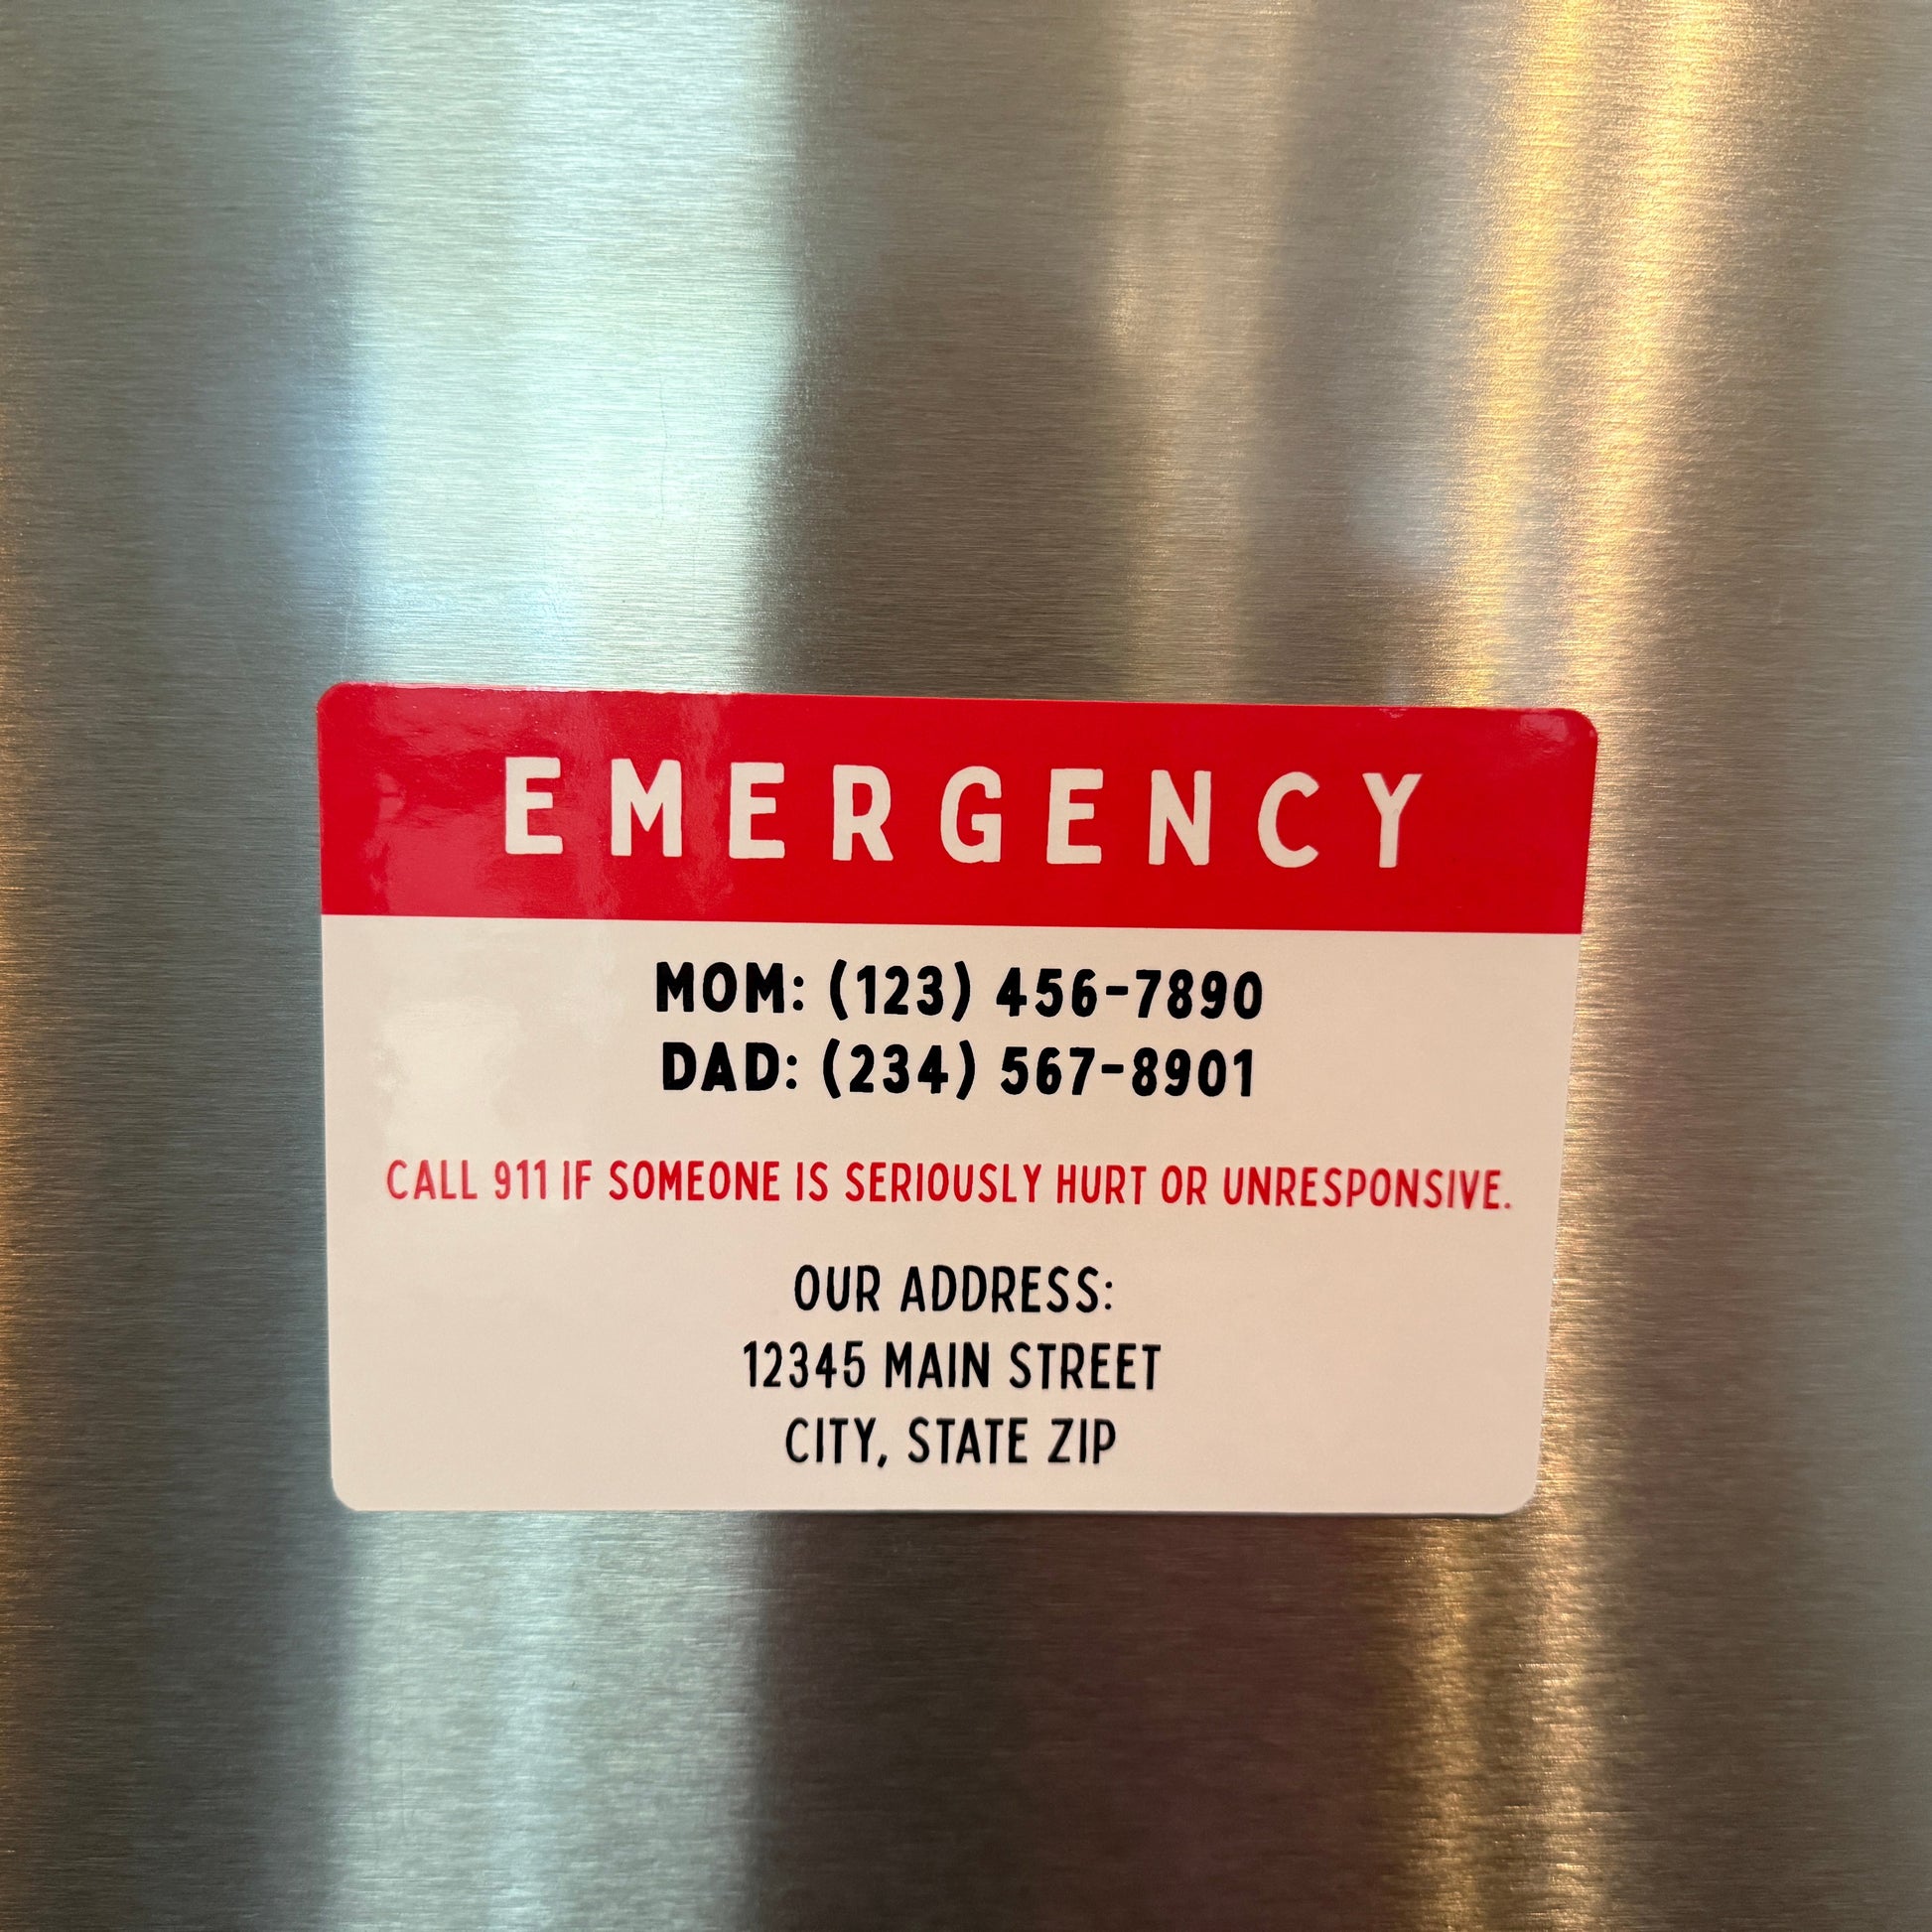 EMERGENCY
MOM: (123) 456-7890
DAD: (234) 567-8901
CALL 911 IF SOMEONE IS SERIOUSLY HURT OR UNRESPONSIVE.
OUR ADDRESS:
12345 MAIN STREET
CITY, STATE ZIP